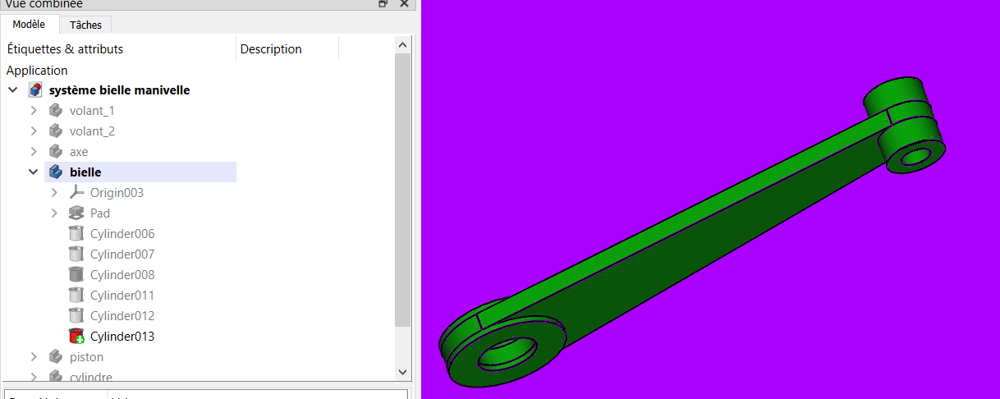 Vue combinée
Modèle Tâches
Étiquettes & attributs Description
Application
système bielle manivelle
volant_1
volant_2
axe
bielle
Origin003
Pad
Cylinder006
Cylinder007
Cylinder008
Cylinder011
Cylinder012
Cylinder013
piston
cylindre